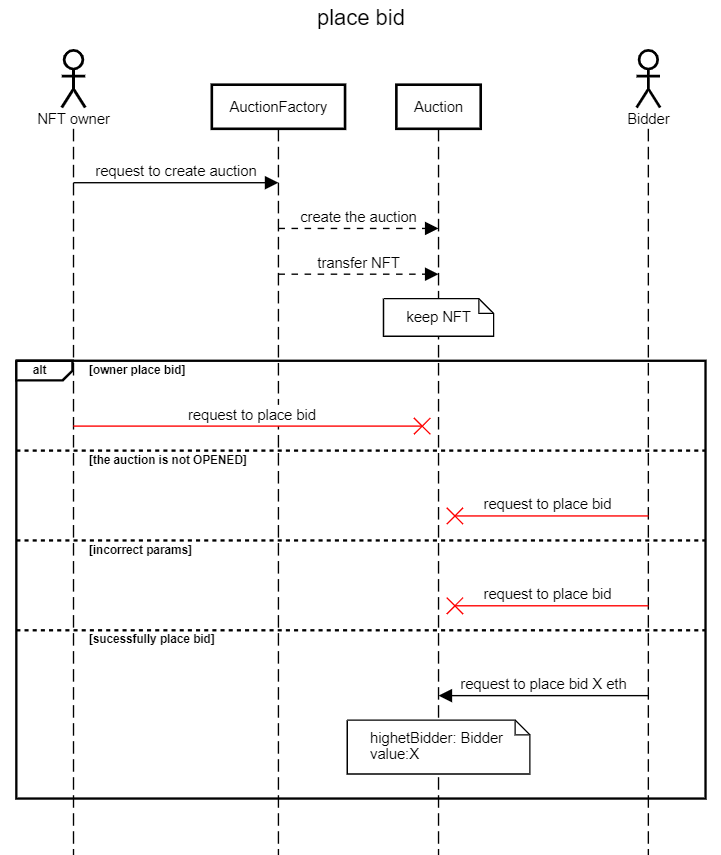 place bid
NFT owner
AuctionFactory
Auction
Bidder
request to create auction
create the auction
transfer NFT
keep NFT
alt
[owner place bid]
request to place bid
[the auction is not OPENED]
request to place bid
[incorrect params]
request to place bid
[sucessfully place bid]
request to place bid X eth
highetBidder: Bidder
value:X